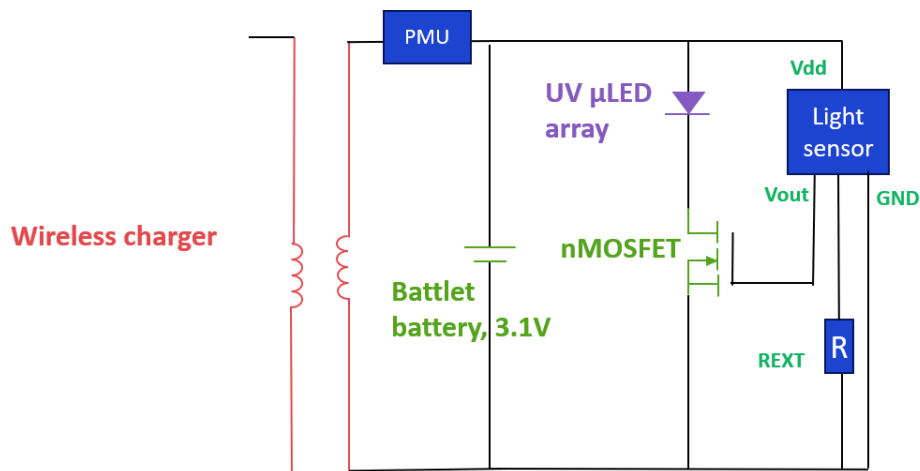 PMU
Vdd
UV μLED
array
Light
sensor
Vout
GND
Wireless charger
nMOSFET
Battlet
battery, 3.1V
REXT
R